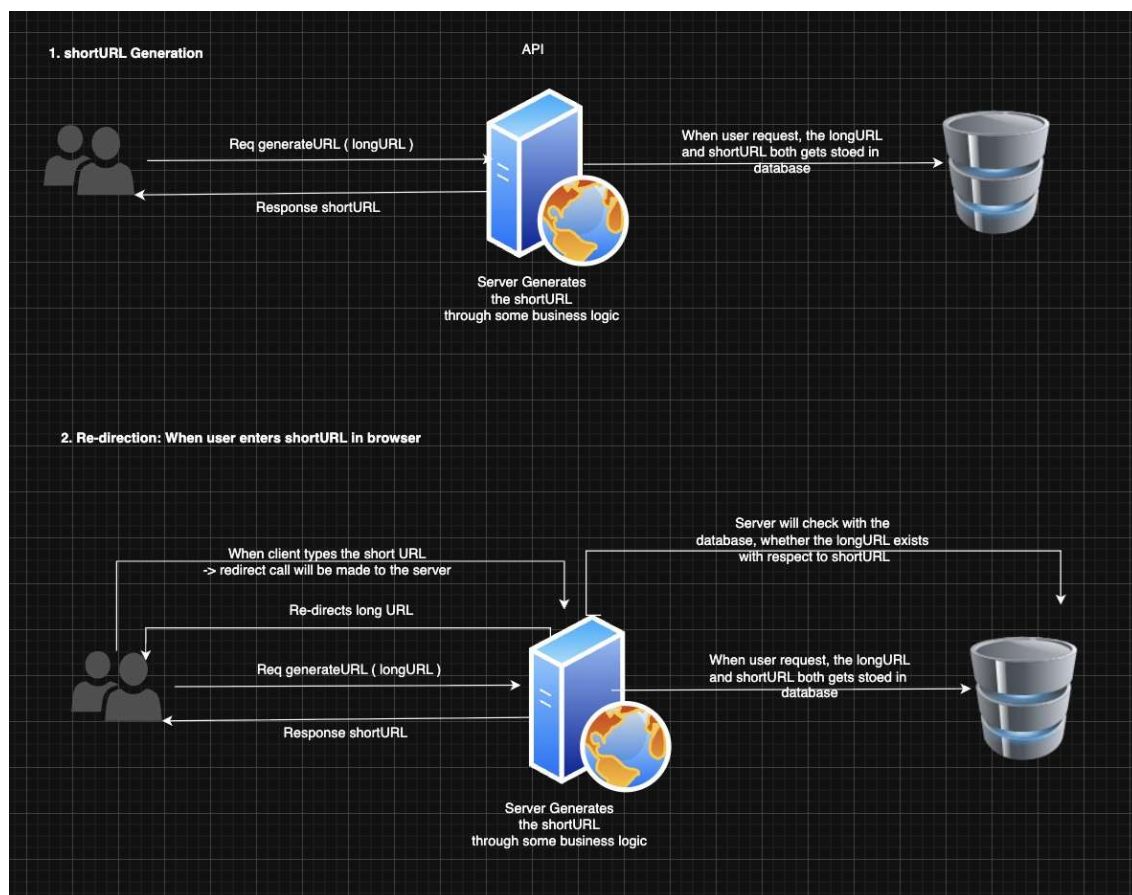 1. shortURL Generation
API
Req generateURL ( longURL )
Response shortURL
When user request, the longURL
and shortURL both gets stoed in
database
Server Generates
the shortURL
through some business logic
2. Re-direction: When user enters shortURL in browser
When client types the short URL
-> redirect call will be made to the server
Server will check with the
database, whether the longURL exists
with respect to shortURL
Re-directs long URL
Req generateURL ( longURL )
Response shortURL
When user request, the longURL
and shortURL both gets stoed in
database
Server Generates
the shortURL
through some business logic